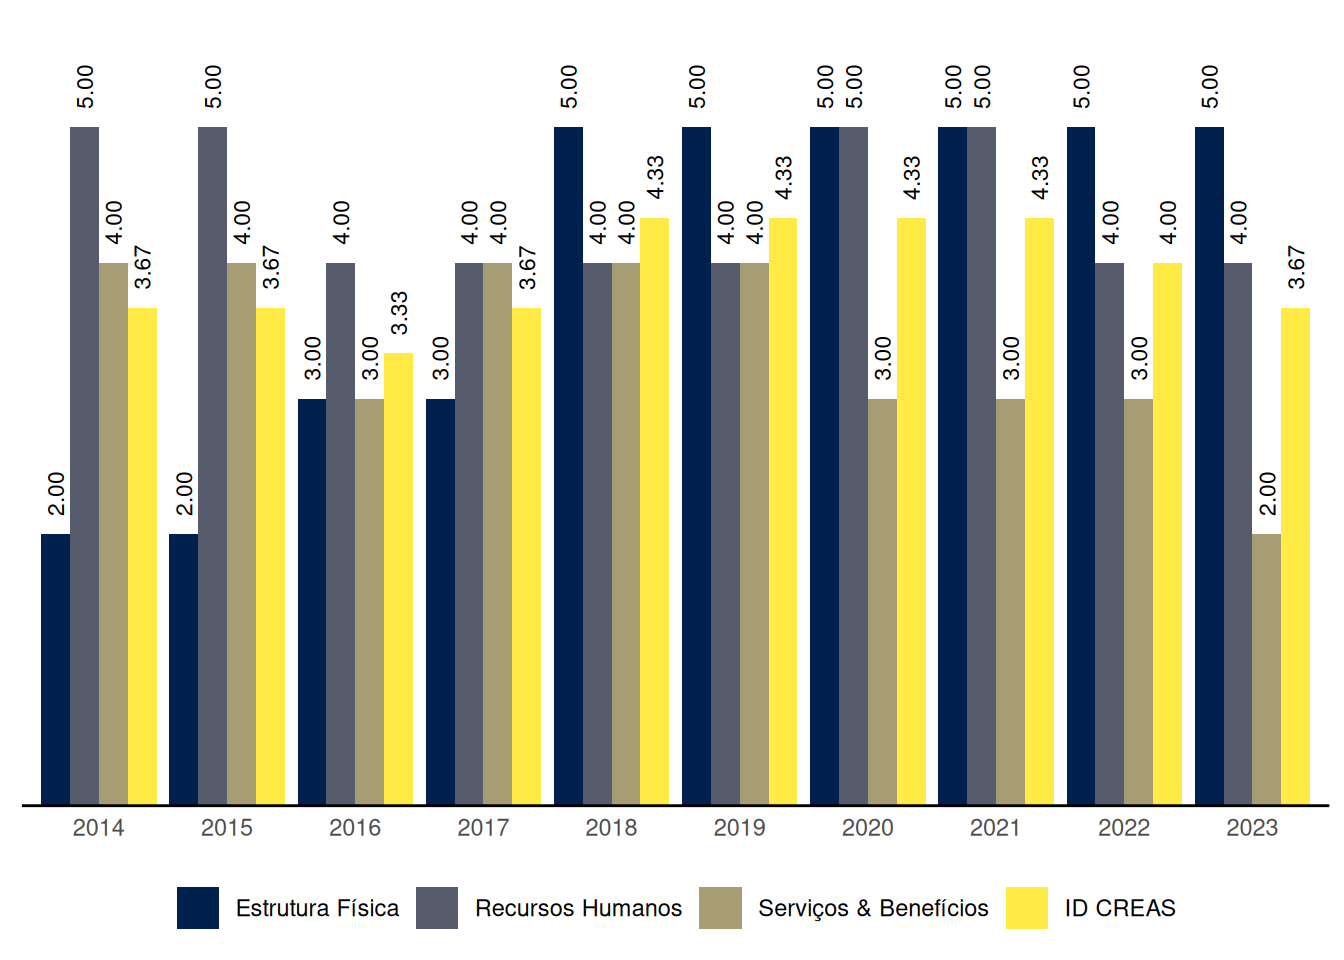 5.00 5.00 5.00 5.00 5.00 5.00 5.00 5.00 5.00 5.00
4.33 4.33 4.33 4.33
4.00 4.00 4.00 4.00 4.00 4.00 4.00 4.00 4.00 4.00 4.00 4.00
3.67 3.67 3.67 3.67
3.33
3.00 3.00 3.00 3.00 3.00 3.00
2.00 2.00 2.00
2014 2015 2016 2017 2018 2019 2020 2021 2022 2023
Estrutura Física Recursos Humanos Serviços & Benefícios ID CREAS